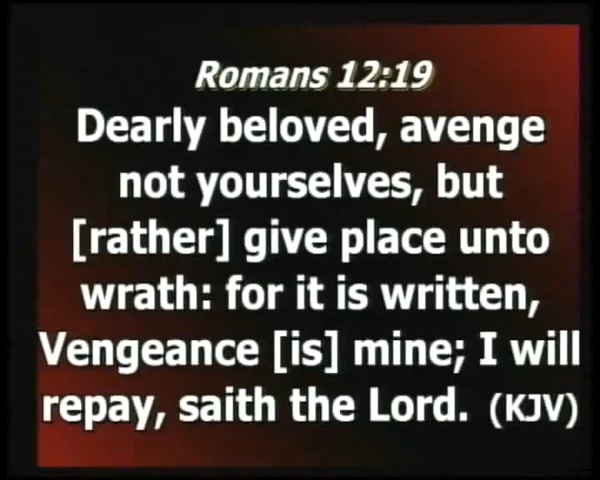 Romans 12:19
Dearly beloved, avenge
not yourselves, but
[rather] give place unto
wrath: for it is written,
Vengeance [is] mine; I will
repay, saith the Lord. (KJV)